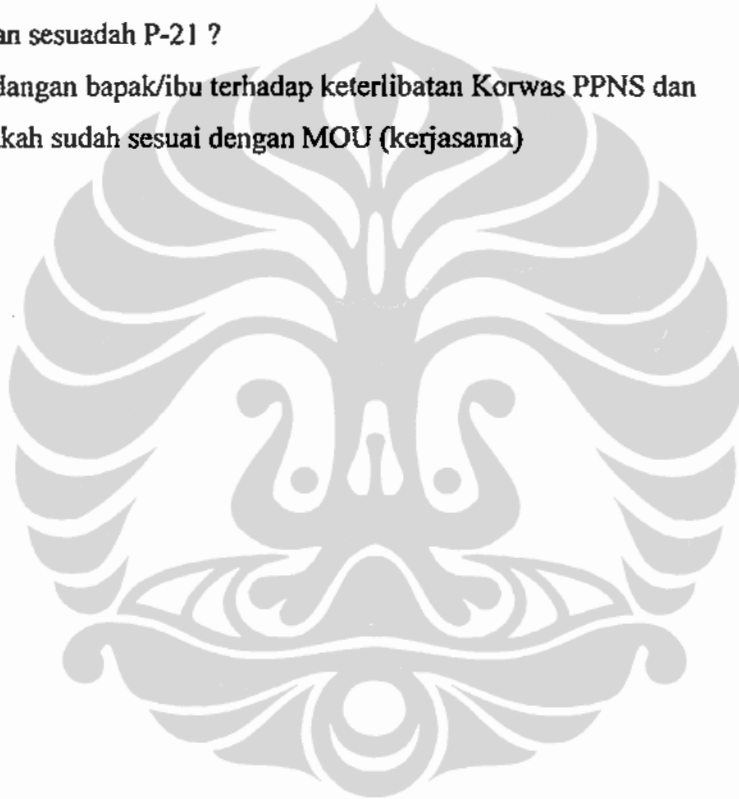 an sesuadah P-21 ?
dangan bapak/ibu terhadap keterlibatan Korwas PPNS dan
kah sudah sesuai dengan MOU (kerjasama)